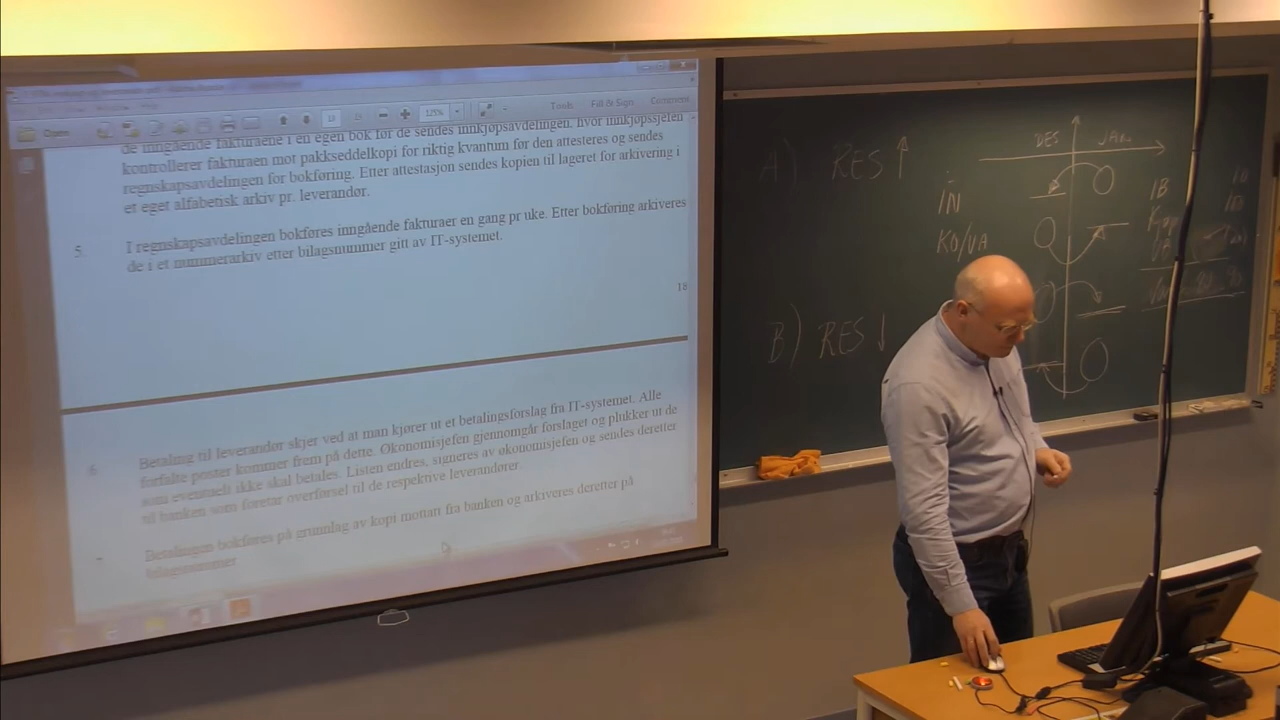 Open
125%
Tools
Fill & Sign
Comment
de inngående fakturaene i en egen bok før de sendes innkjøpsavdelingen, hvor innkjøpssjefen
kontrollerer fakturaen mot pakkseddelkopi for riktig kvantum før den attesteres og sendes
regnskapsavdelingen for bokføring. Etter attestasjon sendes kopien til lageret for arkivering i
et eget alfabetisk arkiv pr. leverandør.
5. I regnskapsavdelingen bokføres inngående fakturaer en gang pr uke. Etter bokføring arkiveres
de i et nummerarkiv etter bilagsnummer gitt av IT-systemet.
18
6. Betaling til leverandør skjer ved at man kjører ut et betalingsforslag fra IT-systemet. Alle
forfalte poster kommer frem på dette. Økonomisjefen gjennomgår forslaget og plukker ut de
som eventuelt ikke skal betales. Listen endres, signeres av økonomisjefen og sendes deretter
til banken som foretar overførsel til de respektive leverandører.
Betalingen bokføres på grunnlag av kopi mottatt fra banken og arkiveres deretter på
bilagsnummer
A) RES ↑
IN
KO/VA
B) RES ↓
DES JAN
IB